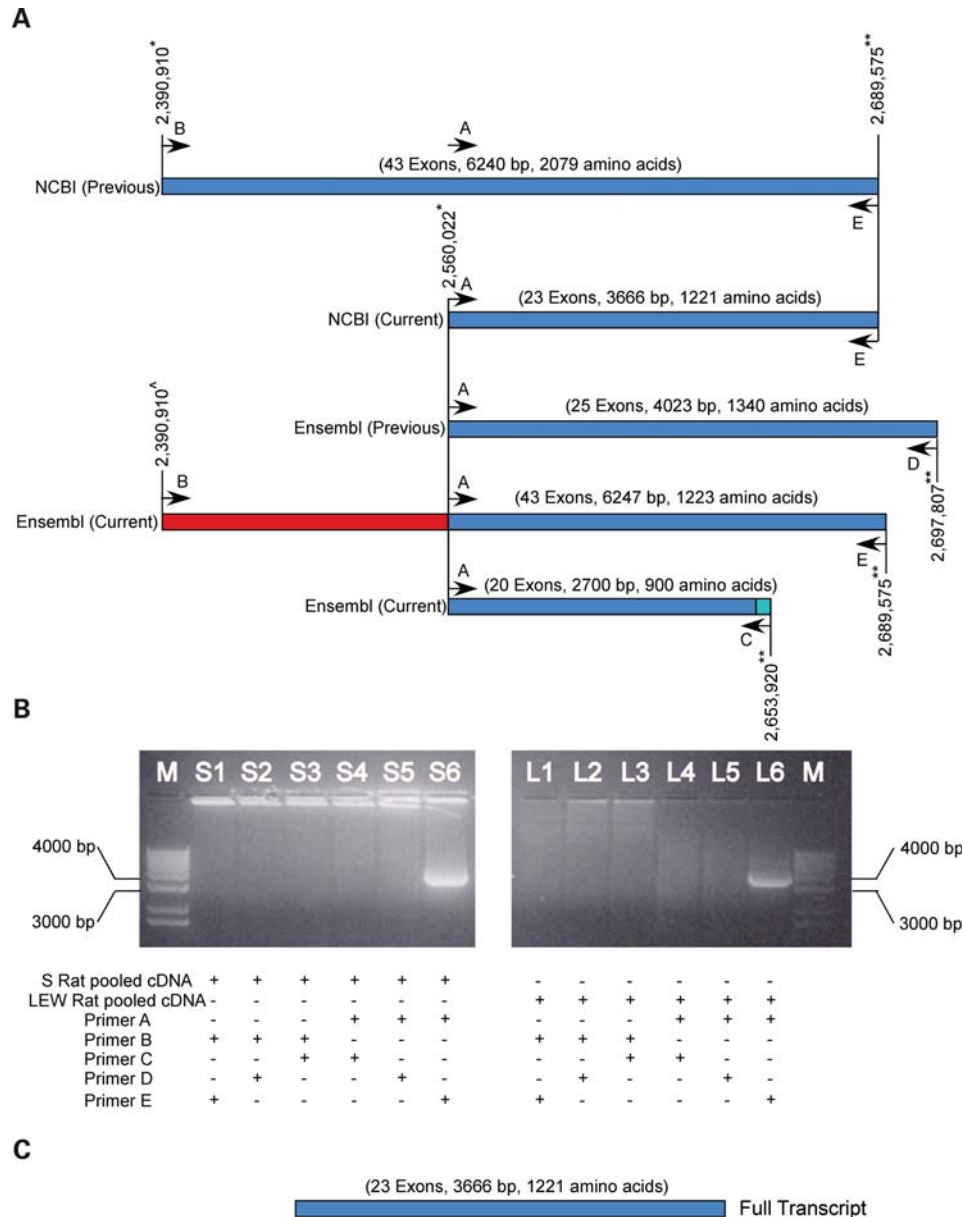 A
2,390,910*
2,689,575**
B
A
(43 Exons, 6240 bp, 2079 amino acids)
NCBI (Previous)
E
2,560,022*
A
(23 Exons, 3666 bp, 1221 amino acids)
NCBI (Current)
E
A
(25 Exons, 4023 bp, 1340 amino acids)
Ensembl (Previous)
D
2,390,910^
2,697,807**
B
A
(43 Exons, 6247 bp, 1223 amino acids)
Ensembl (Current)
E
2,689,575**
A
(20 Exons, 2700 bp, 900 amino acids)
Ensembl (Current)
C
2,653,920**
B
M S1 S2 S3 S4 S5 S6
L1 L2 L3 L4 L5 L6 M
4000 bp
4000 bp
3000 bp
3000 bp
S Rat pooled cDNA + + + + + + - - - - - -
LEW Rat pooled cDNA - - - - - - + + + + + +
Primer A - - - + + + - - - + + +
Primer B + + + - - - + + + - - -
Primer C - - + + - - - - + + - -
Primer D - + - - + - - + - - + -
Primer E + - - - - + + - - - - +
C
(23 Exons, 3666 bp, 1221 amino acids)
Full Transcript